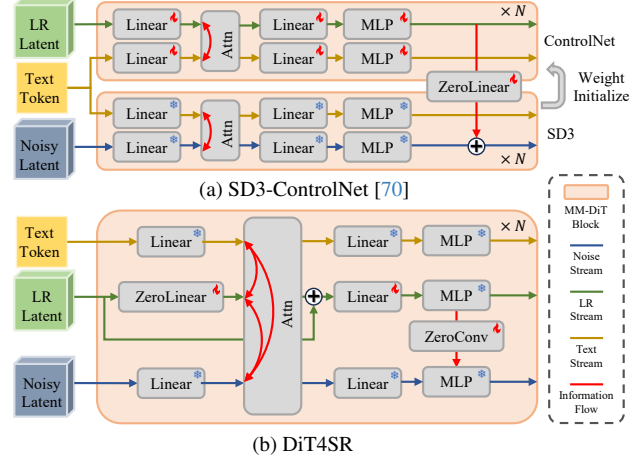 LR
Latent
Linear
Linear
MLP
× N
ControlNet
Attn
Text
Token
Linear
Linear
MLP
ZeroLinear
Weight
Initialize
Linear
Linear
MLP
SD3
Attn
Noisy
Latent
Linear
Linear
MLP
× N
(a) SD3-ControlNet [70]
Text
Token
Linear
Linear
MLP
× N
LR
Latent
ZeroLinear
Attn
Linear
MLP
ZeroConv
Noisy
Latent
Linear
Linear
MLP
(b) DiT4SR
MM-DiT
Block
Noise
Stream
LR
Stream
Text
Stream
Information
Flow